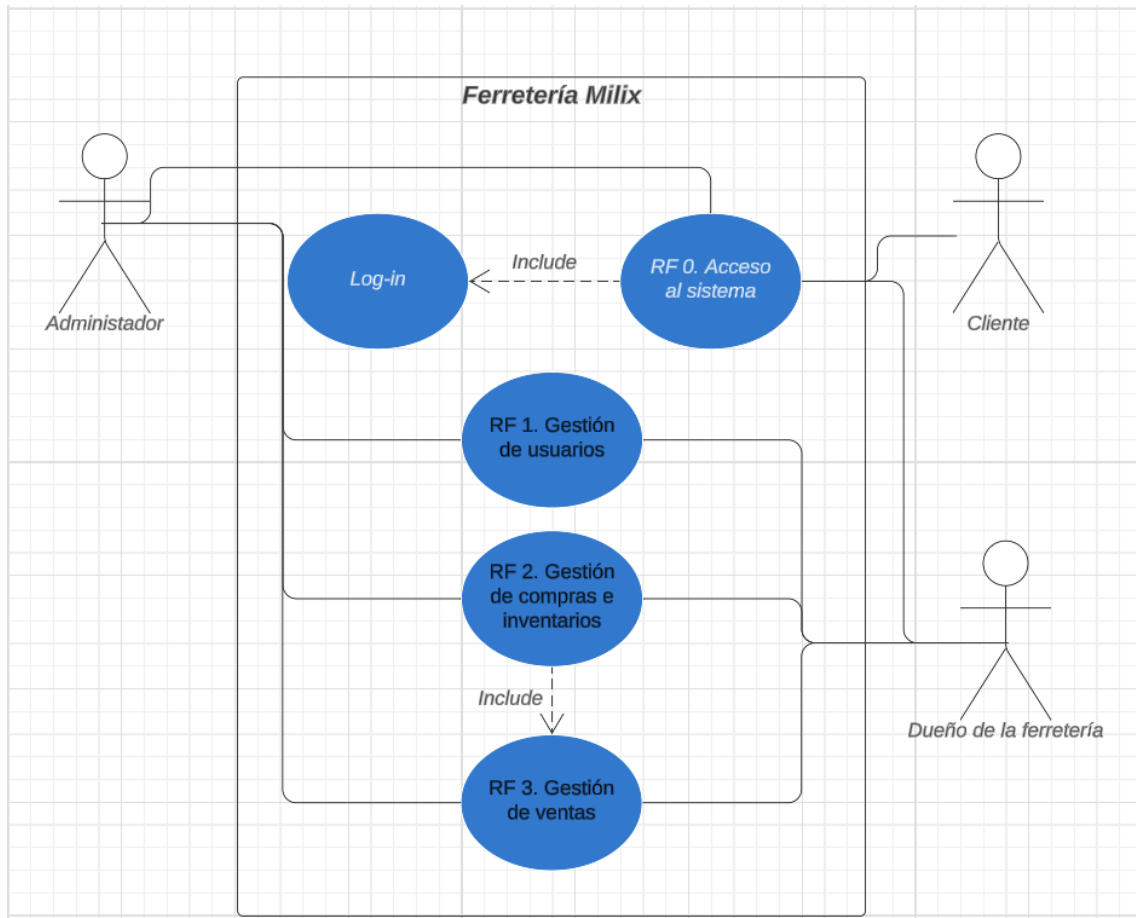 Ferretería Milix
Include
Log-in
RF 0. Acceso
al sistema
Administador
Cliente
RF 1. Gestión
de usuarios
RF 2. Gestión
de compras e
inventarios
Include
Dueño de la ferretería
RF 3. Gestión
de ventas